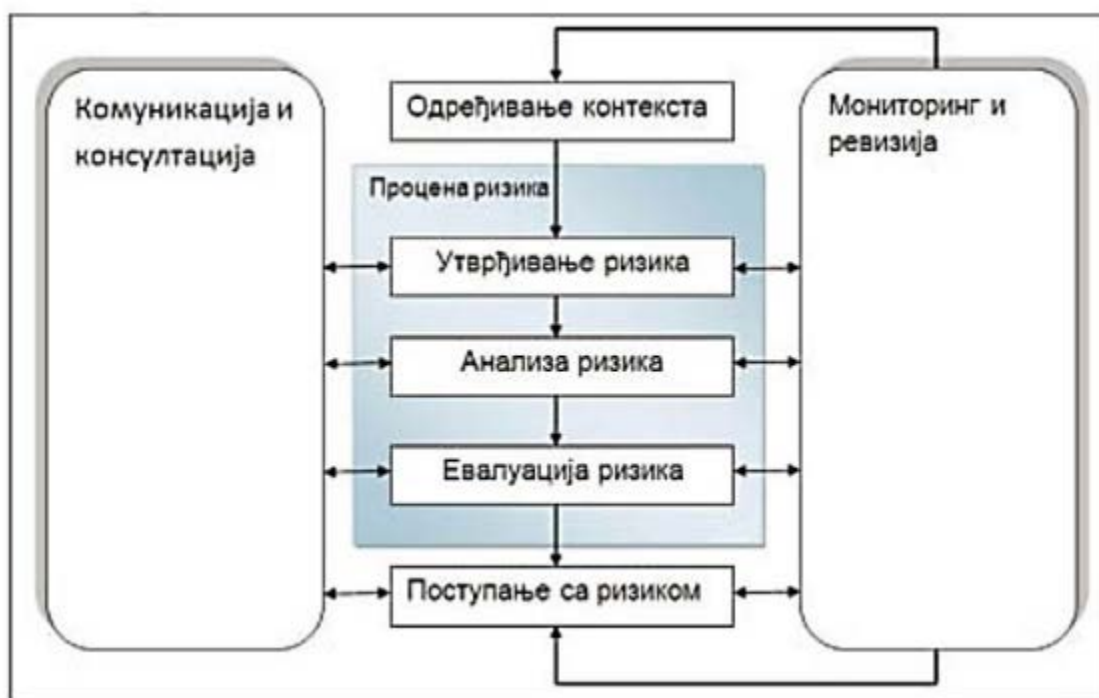 Комуникација и
консултација
Одређивање контекста
Процена ризика
Утврђивање ризика
Анализа ризика
Евалуација ризика
Поступање са ризиком
Мониторинг и
ревизија